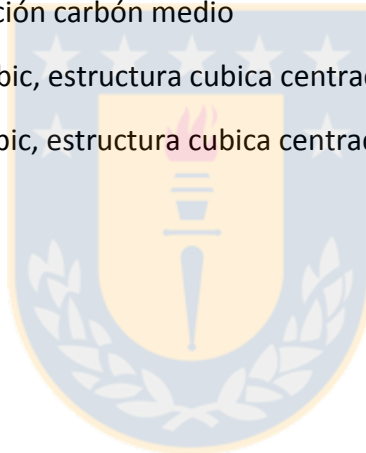 ción carbón medio
bic, estructura cubica centrad
bic, estructura cubica centrad